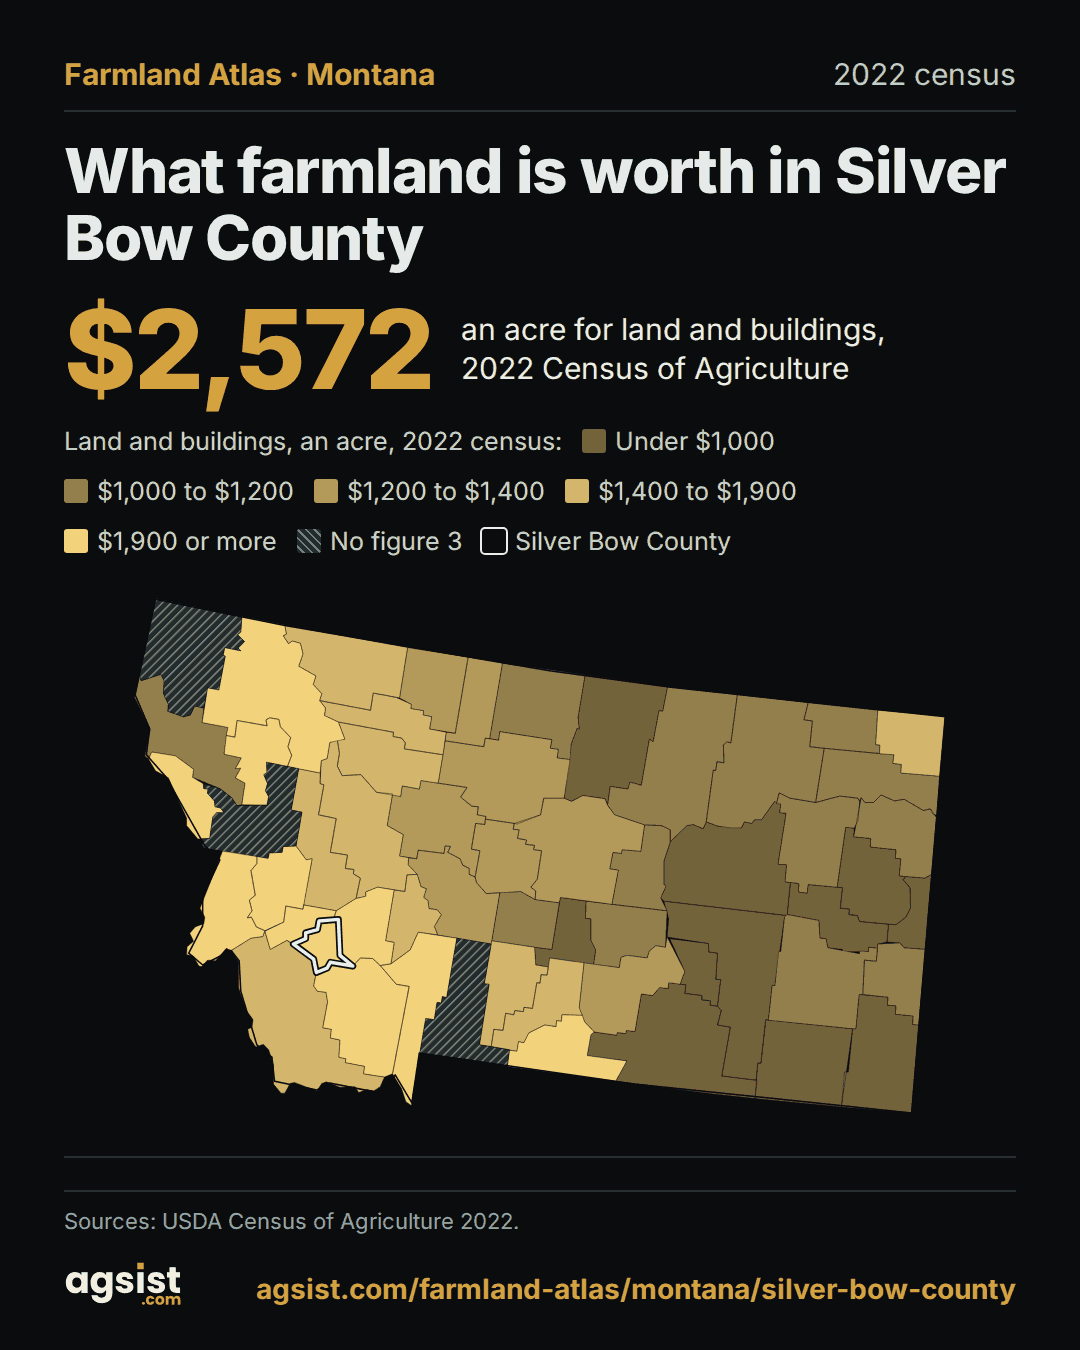 Farmland Atlas · Montana
2022 census
What farmland is worth in Silver
Bow County
$2,572
an acre for land and buildings,
2022 Census of Agriculture
Land and buildings, an acre, 2022 census: Under $1,000
$1,000 to $1,200 $1,200 to $1,400 $1,400 to $1,900
$1,900 or more No figure 3 Silver Bow County
Sources: USDA Census of Agriculture 2022.
agsist
.com
agsist.com/farmland-atlas/montana/silver-bow-county